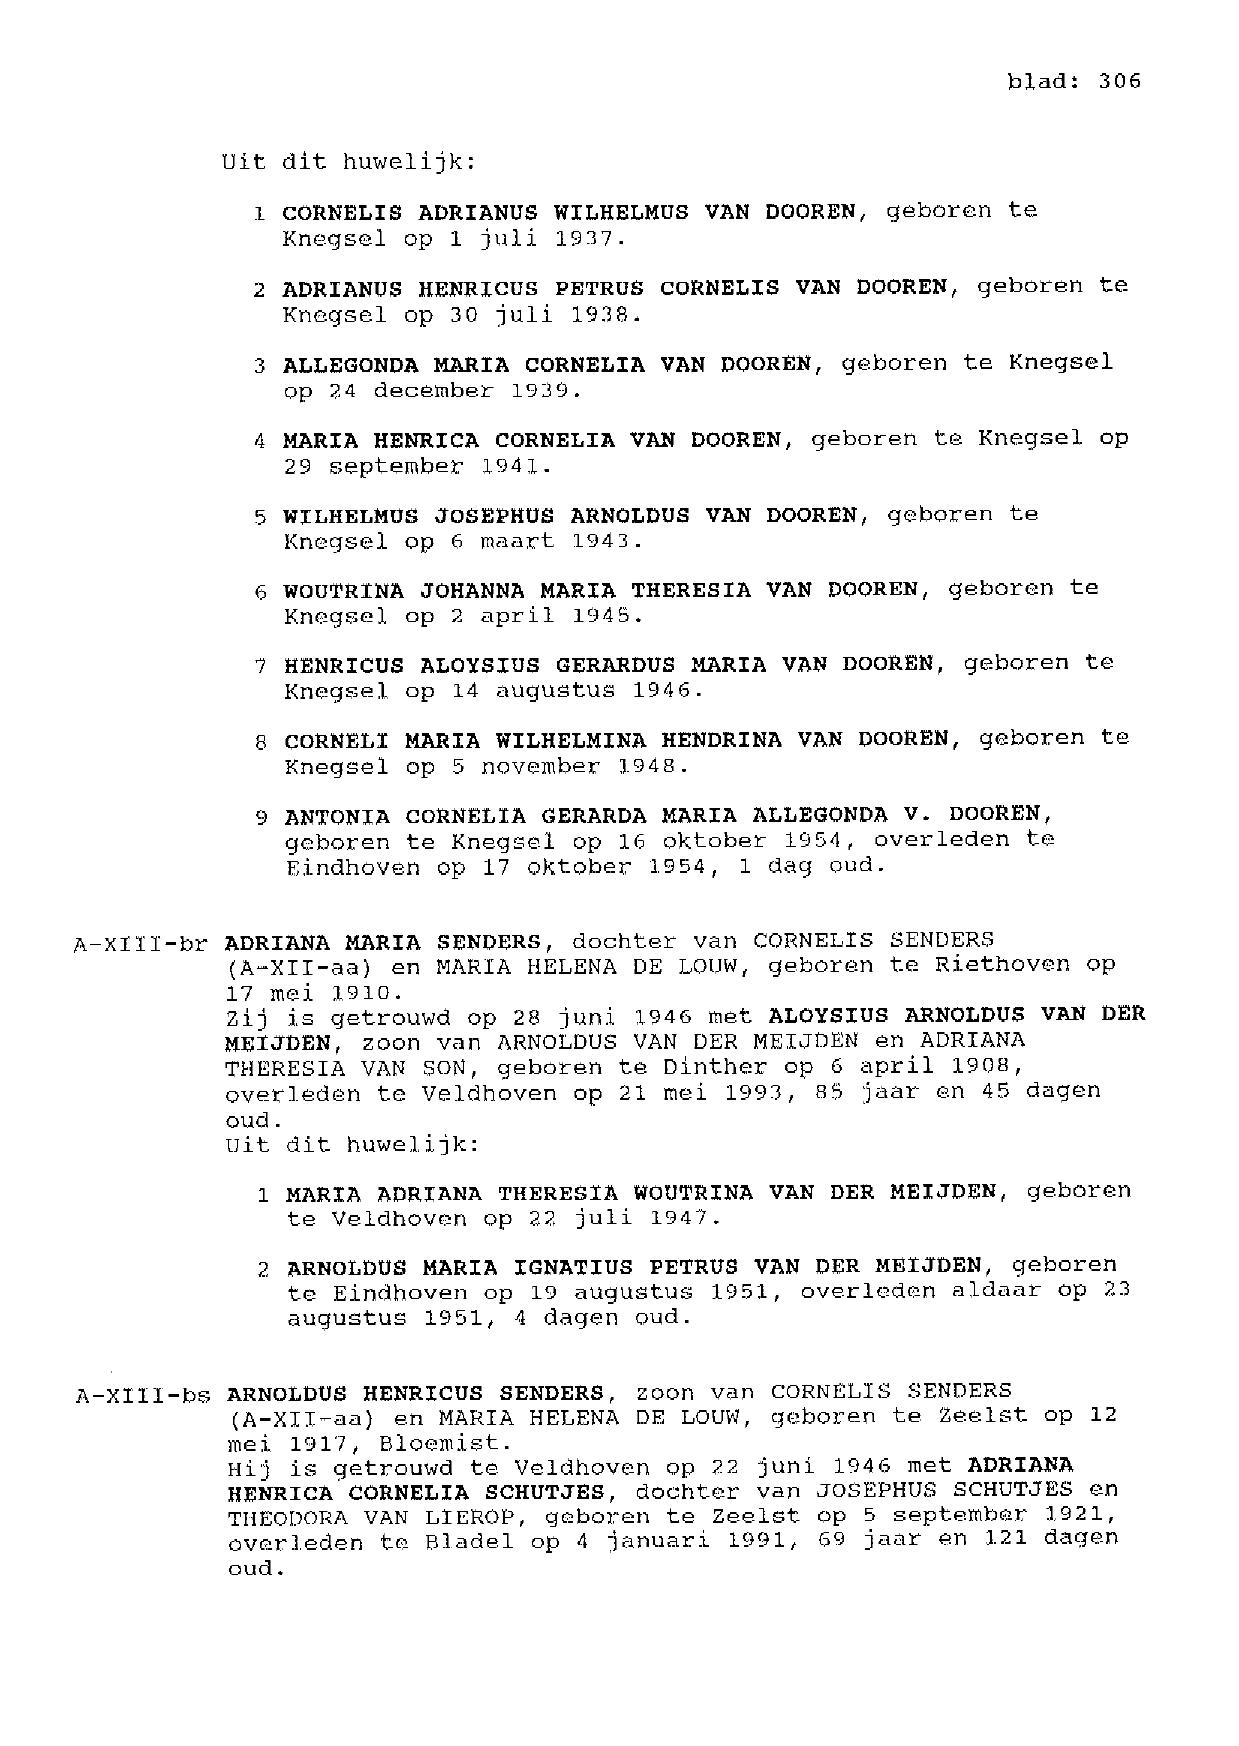 blad: 306
Uit dit huwelijk:
1 CORNELIS ADRIANUS WILHELMUS VAN DOOREN, geboren te
Knegsel op 1 juli 1937.
2 ADRIANUS HENRICUS PETRUS CORNELIS VAN DOOREN, geboren te
Knegsel op 30 juli 1938.
3 ALLEGONDA MARIA CORNELIA VAN DOOREN, geboren te Knegsel
op 24 december 1939.
4 MARIA HENRICA CORNELIA VAN DOOREN, geboren te Knegsel op
29 september 1941.
5 WILHELMUS JOSEPHUS ARNOLDUS VAN DOOREN, geboren te
Knegsel op 6 maart 1943.
6 WOUTRINA JOHANNA MARIA THERESIA VAN DOOREN, geboren te
Knegsel op 2 april 1945.
7 HENRICUS ALOYSIUS GERARDUS MARIA VAN DOOREN, geboren te
Knegsel op 14 augustus 1946.
8 CORNELI MARIA WILHELMINA HENDRINA VAN DOOREN, geboren te
Knegsel op 5 november 1948.
9 ANTONIA CORNELIA GERARDA MARIA ALLEGONDA V. DOOREN,
geboren te Knegsel op 16 oktober 1954, overleden te
Eindhoven op 17 oktober 1954, 1 dag oud.
A-XIII-br ADRIANA MARIA SENDERS, dochter van CORNELIS SENDERS
(A-XII-aa) en MARIA HELENA DE LOUW, geboren te Riethoven op
17 mei 1910.
Zij is getrouwd op 28 juni 1946 met ALOYSIUS ARNOLDUS VAN DER
MEIJDEN, zoon van ARNOLDUS VAN DER MEIJDEN en ADRIANA
THERESIA VAN SON, geboren te Dinther op 6 april 1908,
overleden te Veldhoven op 21 mei 1993, 85 jaar en 45 dagen
oud.
Uit dit huwelijk:
1 MARIA ADRIANA THERESIA WOUTRINA VAN DER MEIJDEN, geboren
te Veldhoven op 22 juli 1947.
2 ARNOLDUS MARIA IGNATIUS PETRUS VAN DER MEIJDEN, geboren
te Eindhoven op 19 augustus 1951, overleden aldaar op 23
augustus 1951, 4 dagen oud.
A-XIII-bs ARNOLDUS HENRICUS SENDERS, zoon van CORNELIS SENDERS
(A-XII-aa) en MARIA HELENA DE LOUW, geboren te Zeelst op 12
mei 1917, Bloemist.
Hij is getrouwd te Veldhoven op 22 juni 1946 met ADRIANA
HENRICA CORNELIA SCHUTJES, dochter van JOSEPHUS SCHUTJES en
THEODORA VAN LIEROP, geboren te Zeelst op 5 september 1921,
overleden te Bladel op 4 januari 1991, 69 jaar en 121 dagen
oud.